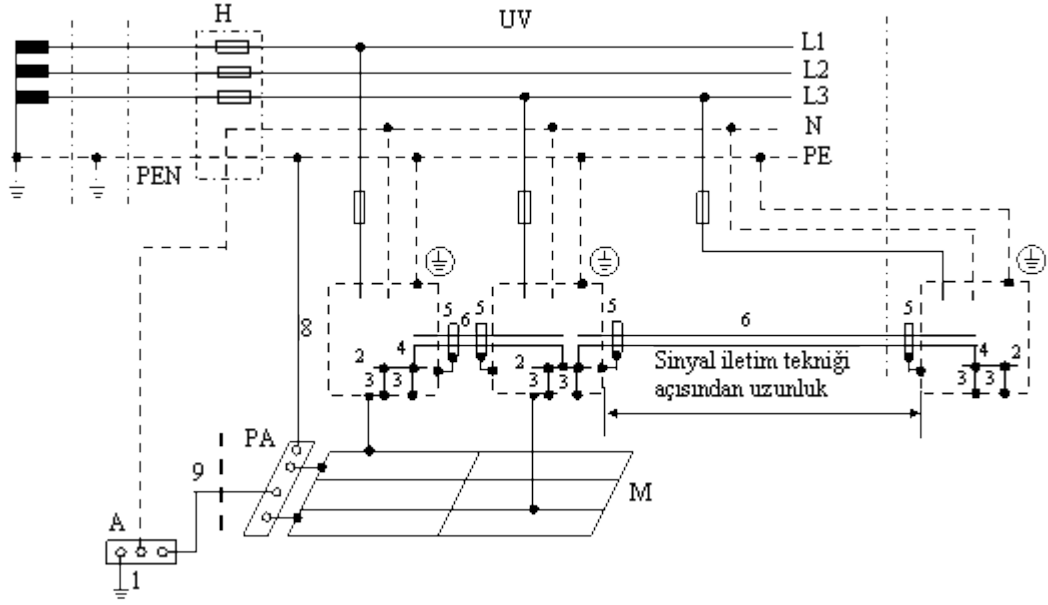 H
UV
L1
L2
L3
N
PEN
PE
8
5 6 5
5
6
5
2 4
3 3
2
3 3
Sinyal iletim tekniği
açısından uzunluk
4 2
3 3
PA
9
M
A
1